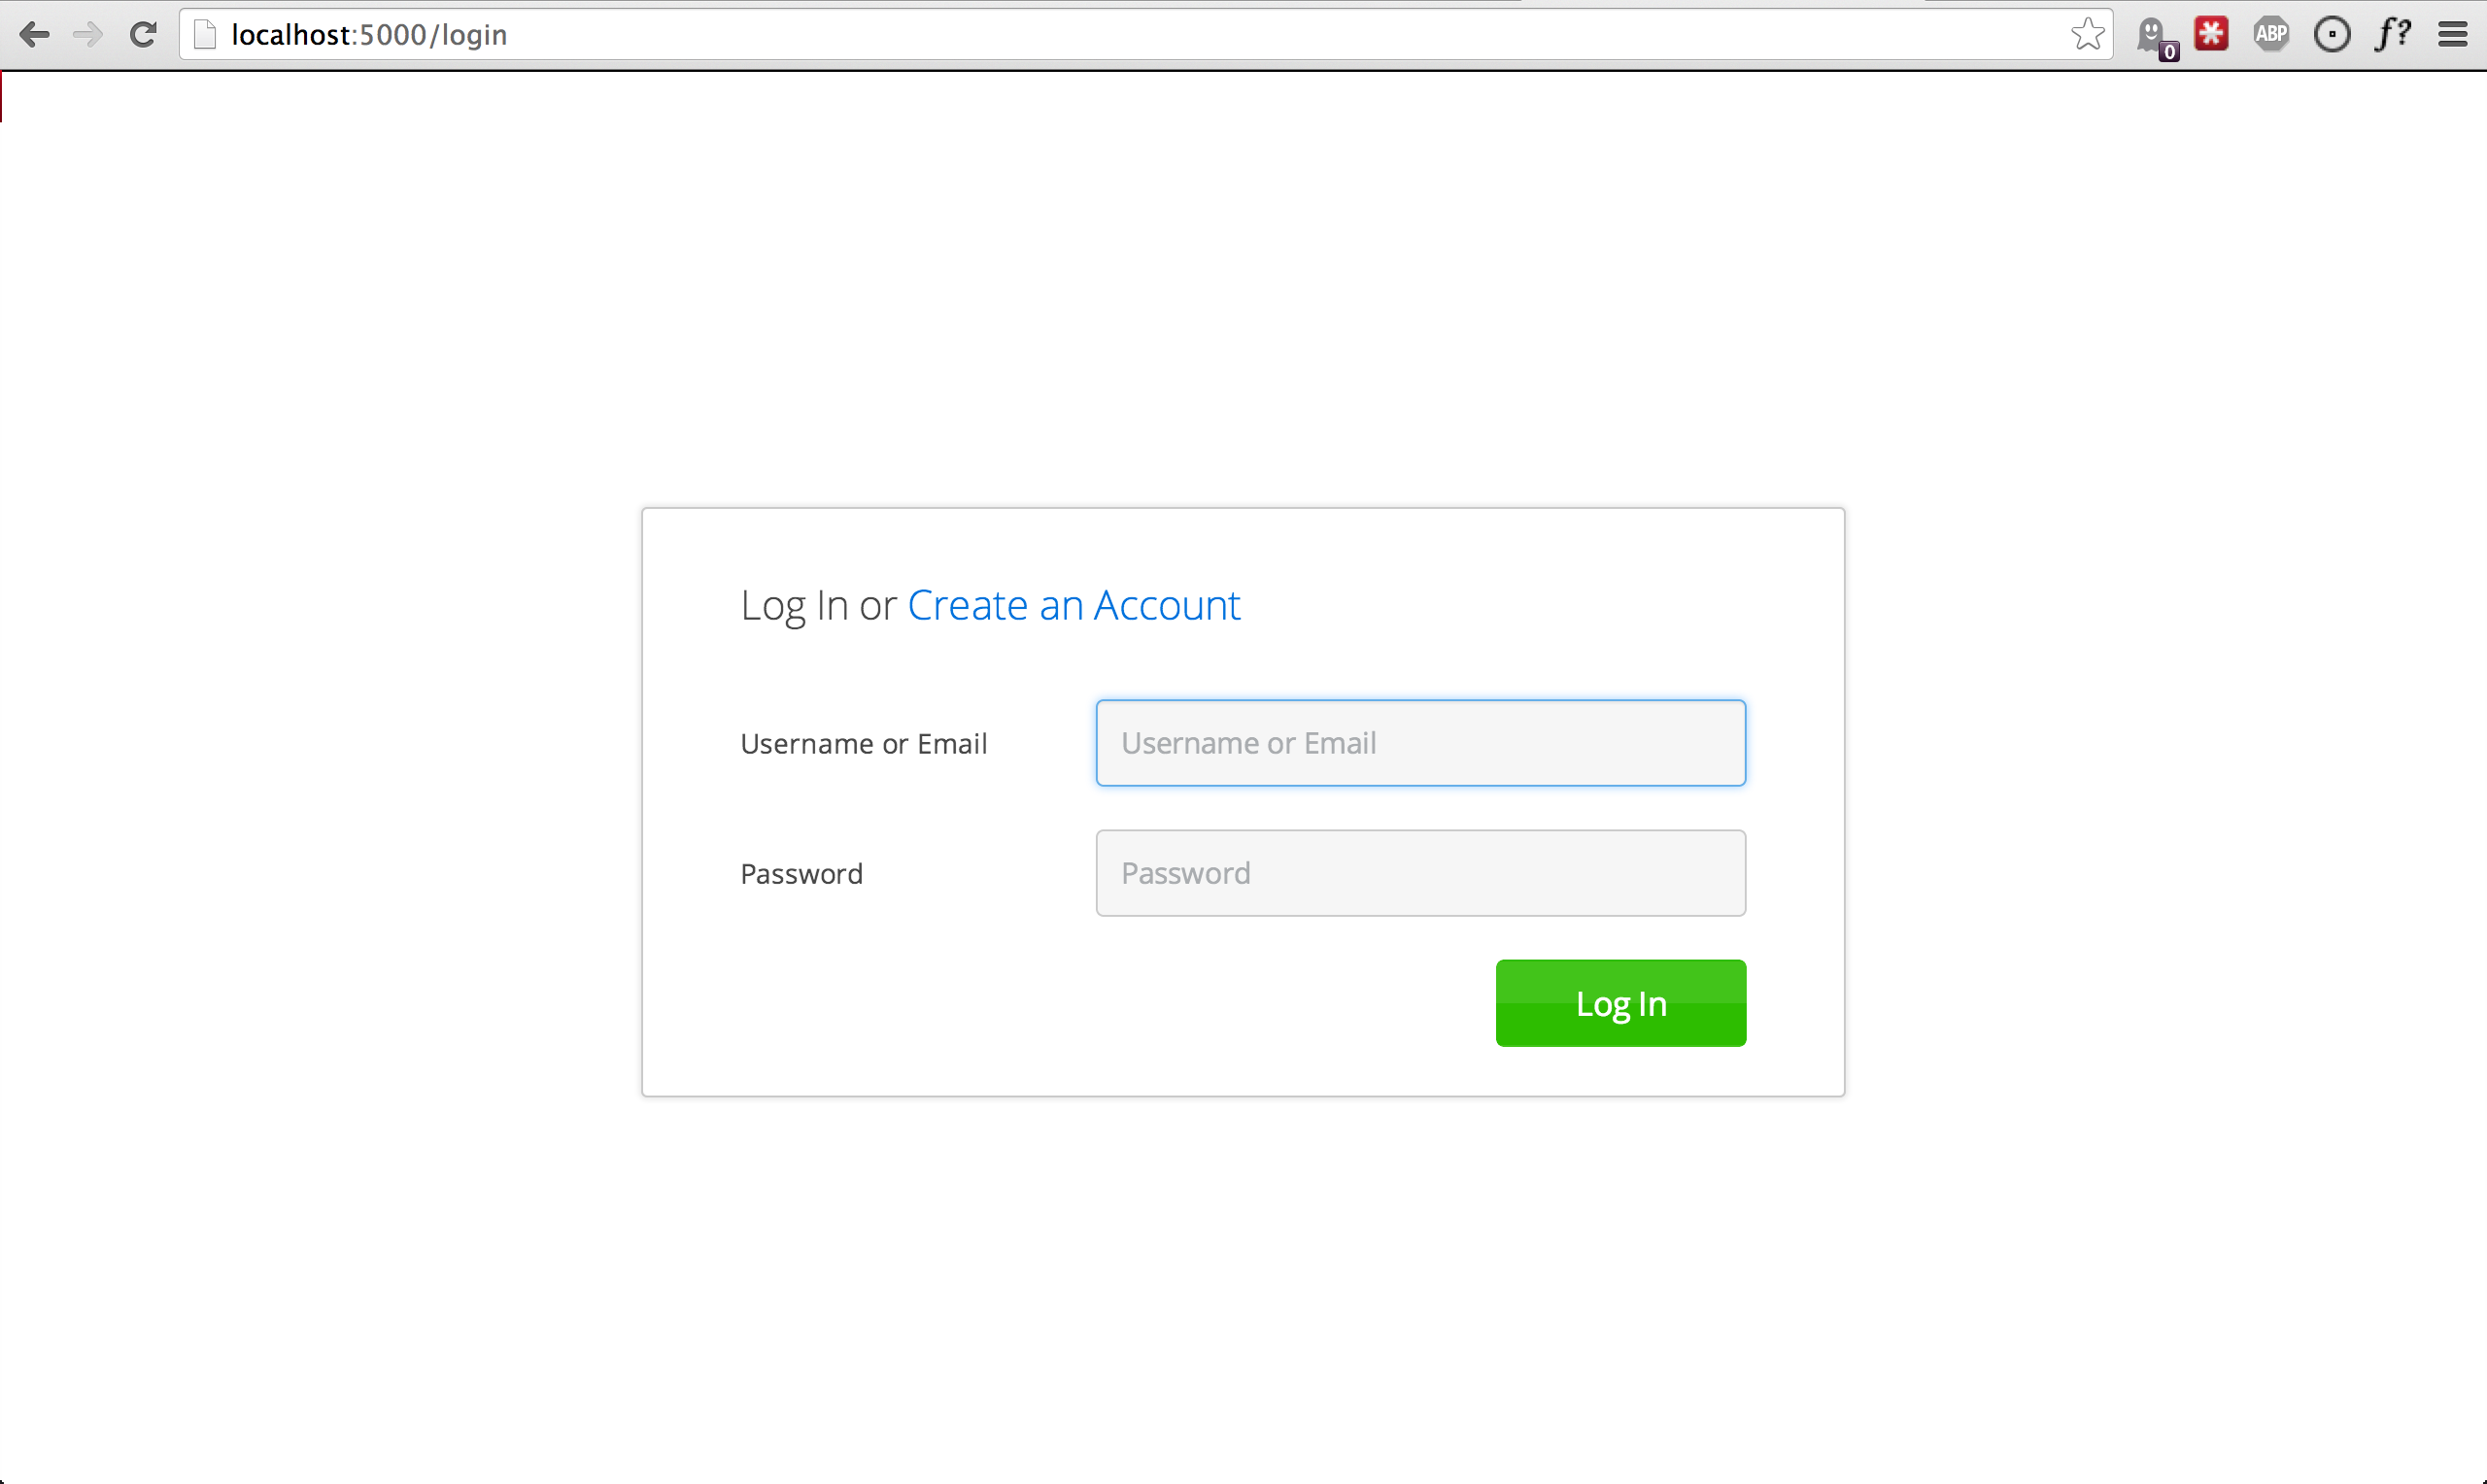 localhost:5000/login
0
ABP
f?
Log In or Create an Account
Username or Email
Username or Email
Password
Password
Log In